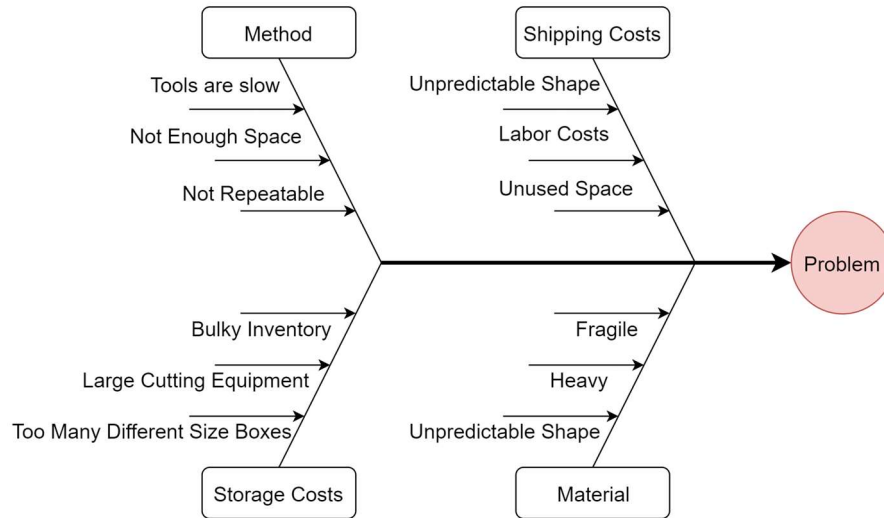 Method
Shipping Costs
Tools are slow
Unpredictable Shape
Not Enough Space
Labor Costs
Not Repeatable
Unused Space
Problem
Bulky Inventory
Fragile
Large Cutting Equipment
Heavy
Too Many Different Size Boxes
Unpredictable Shape
Storage Costs
Material